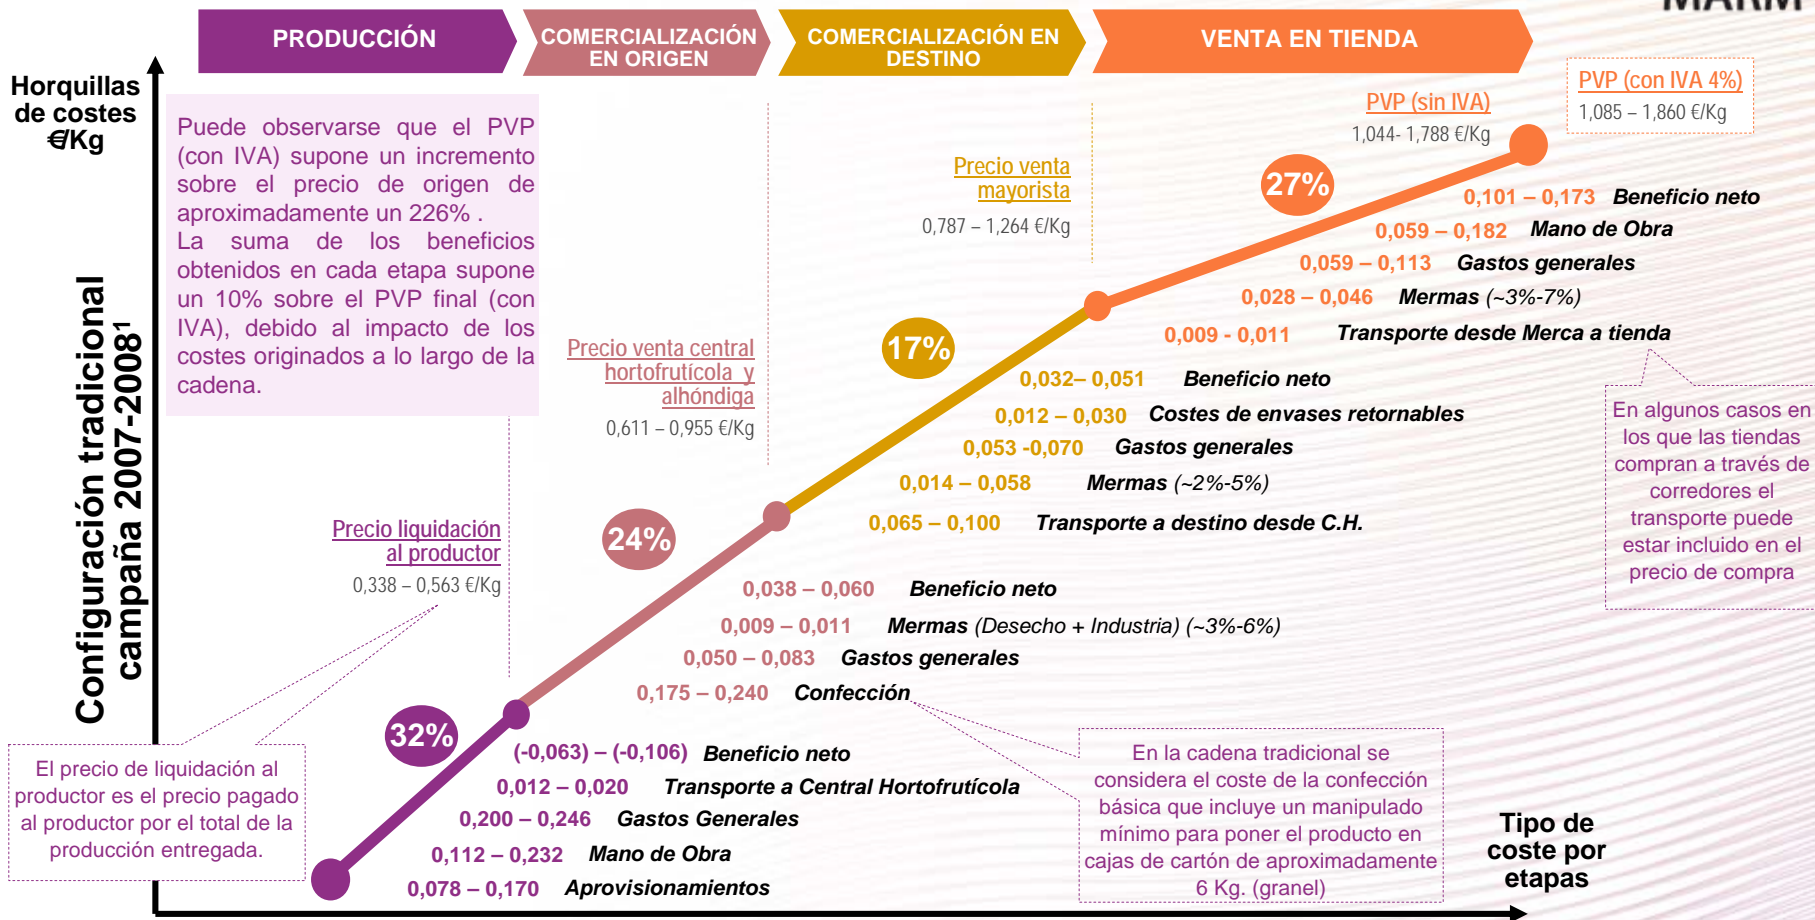 MARM
PRODUCCIÓN
COMERCIALIZACIÓN
EN ORIGEN
COMERCIALIZACIÓN EN
DESTINO
VENTA EN TIENDA
Horquillas
de costes
€/Kg
Configuración tradicional
campaña 2007-2008¹
Puede observarse que el PVP
(con IVA) supone un incremento
sobre el precio de origen de
aproximadamente un 226% .
La suma de los beneficios
obtenidos en cada etapa supone
un 10% sobre el PVP final (con
IVA), debido al impacto de los
costes originados a lo largo de la
cadena.
PVP (con IVA 4%)
1,085 – 1,860 €/Kg
PVP (sin IVA)
1,044- 1,788 €/Kg
27%
0,101 – 0,173 Beneficio neto
0,059 – 0,182 Mano de Obra
0,059 – 0,113 Gastos generales
0,028 – 0,046 Mermas (~3%-7%)
0,009 - 0,011 Transporte desde Merca a tienda
En algunos casos en
los que las tiendas
compran a través de
corredores el
transporte puede
estar incluido en el
precio de compra
Precio venta
mayorista
0,787 – 1,264 €/Kg
17%
0,032– 0,051 Beneficio neto
0,012 – 0,030 Costes de envases retornables
0,053 -0,070 Gastos generales
0,014 – 0,058 Mermas (~2%-5%)
0,065 – 0,100 Transporte a destino desde C.H.
Precio venta central
hortofrutícola y
alhóndiga
0,611 – 0,955 €/Kg
24%
0,038 – 0,060 Beneficio neto
0,009 – 0,011 Mermas (Desecho + Industria) (~3%-6%)
0,050 – 0,083 Gastos generales
0,175 – 0,240 Confección
En la cadena tradicional se
considera el coste de la confección
básica que incluye un manipulado
mínimo para poner el producto en
cajas de cartón de aproximadamente
6 Kg. (granel)
Precio liquidación
al productor
0,338 – 0,563 €/Kg
32%
(-0,063) – (-0,106) Beneficio neto
0,012 – 0,020 Transporte a Central Hortofrutícola
0,200 – 0,246 Gastos Generales
0,112 – 0,232 Mano de Obra
0,078 – 0,170 Aprovisionamientos
El precio de liquidación al
productor es el precio pagado
al productor por el total de la
producción entregada.
Tipo de
coste por
etapas